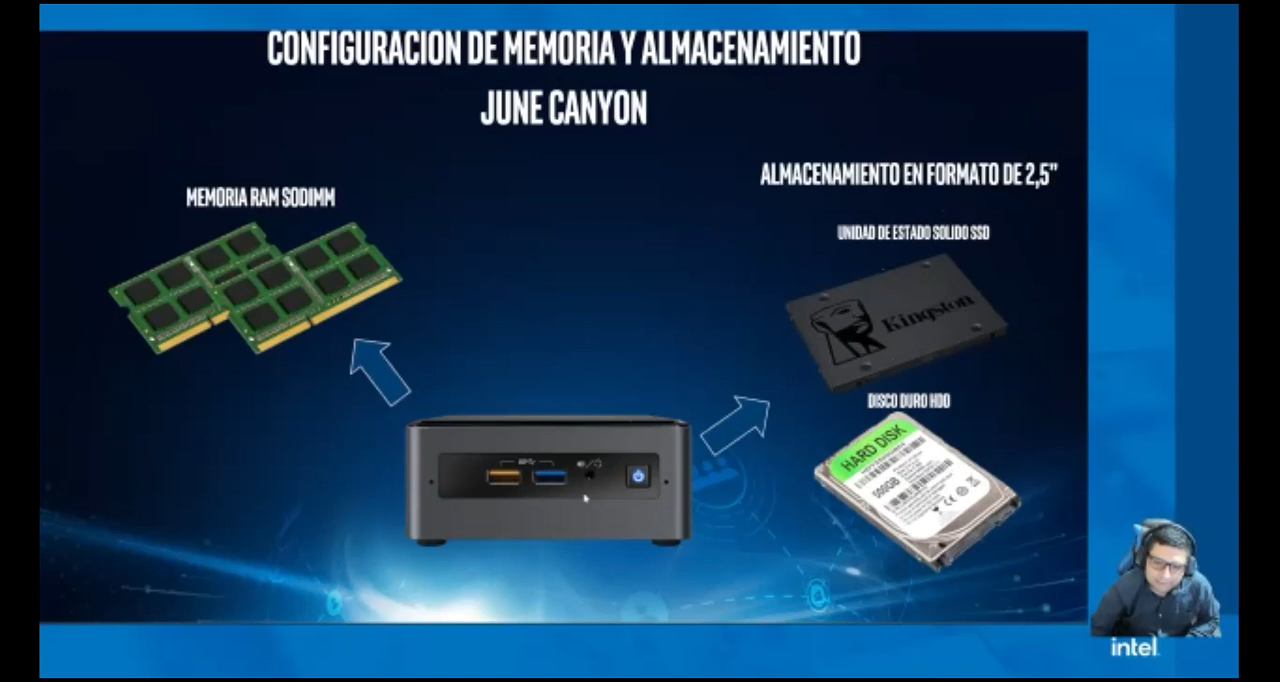 CONFIGURACION DE MEMORIA Y ALMACENAMIENTO
JUNE CANYON
ALMACENAMIENTO EN FORMATO DE 2,5"
MEMORIA RAM SODIMM
UNIDAD DE ESTADO SOLIDO SSD
Kingston
DISCO DURO HDD
HARD DISK
500GB
intel